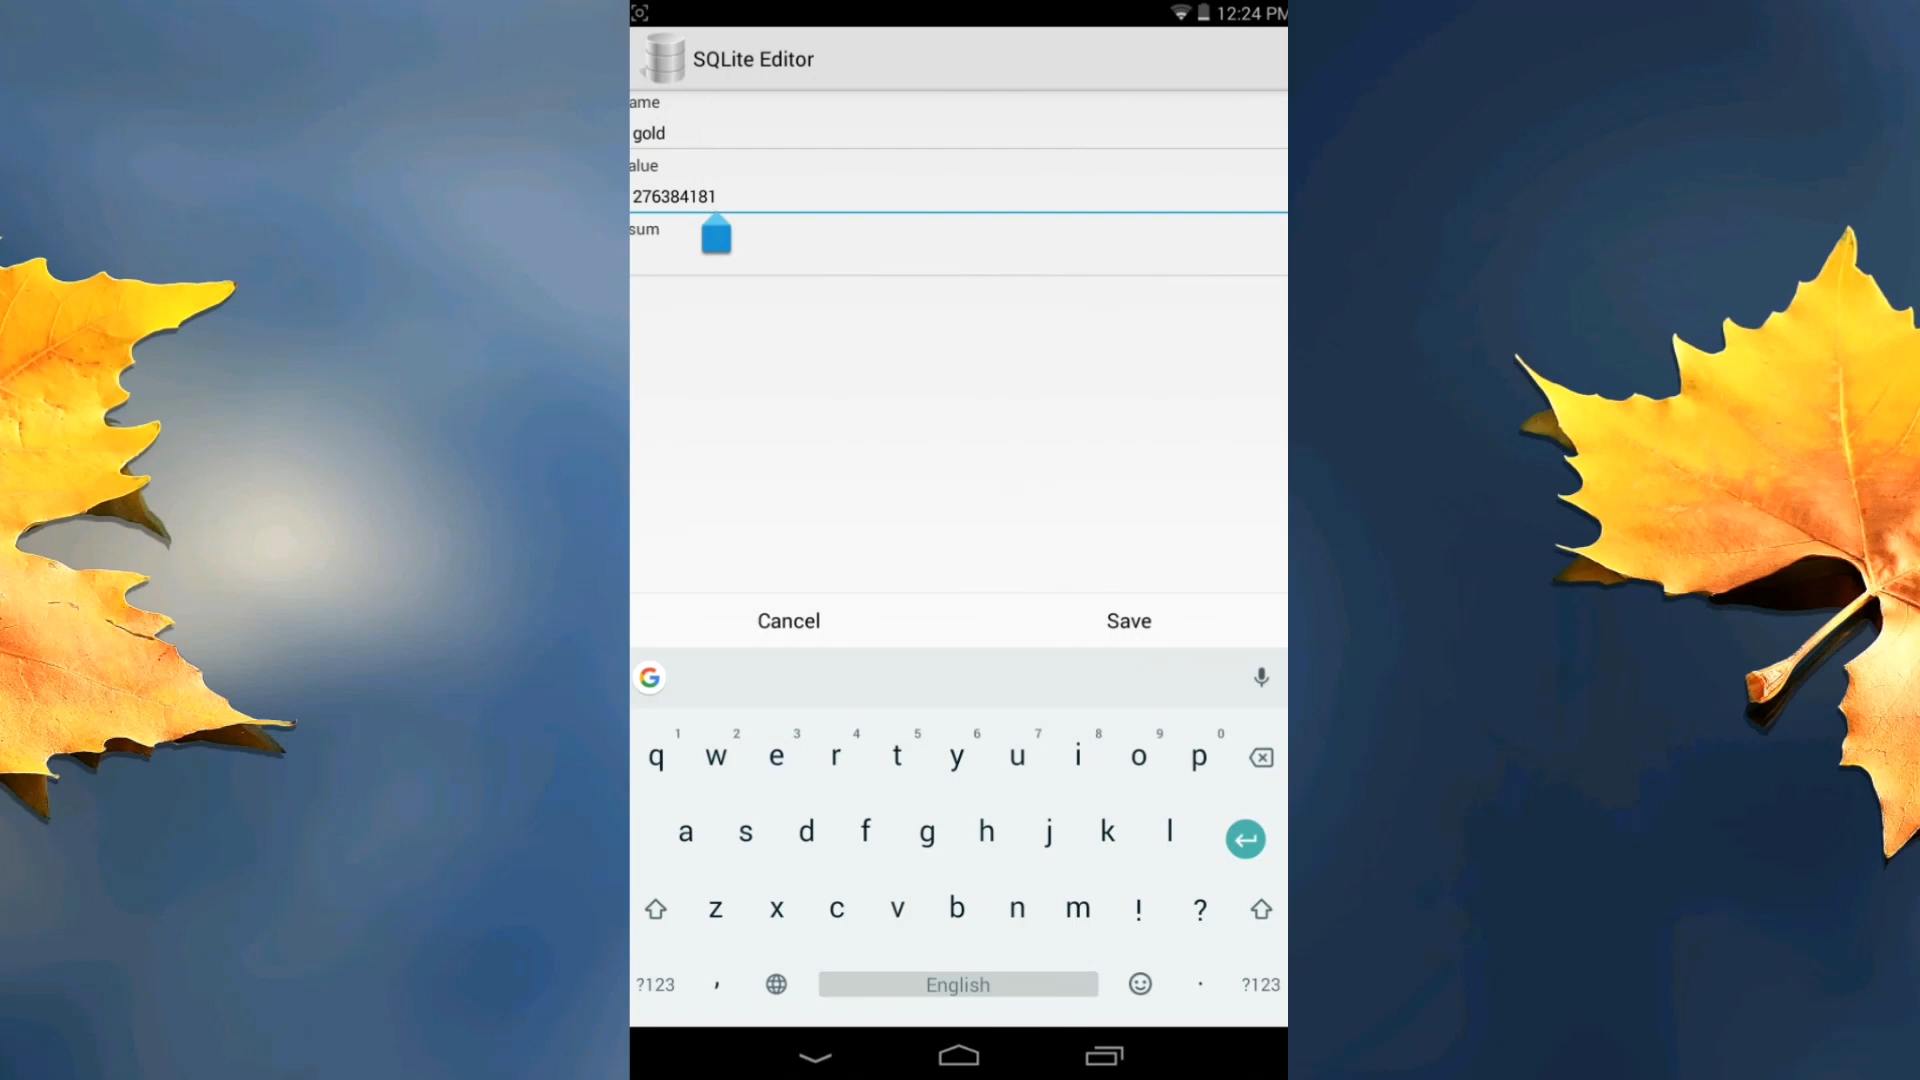 12:24 PM
SQLite Editor
ame
gold
alue
276384181
sum
Cancel Save
G
1 2 3 4 5 6 7 8 9 0
q w e r t y u i o p
a s d f g h j k l
z x c v b n m ! ?
?123 , English . ?123